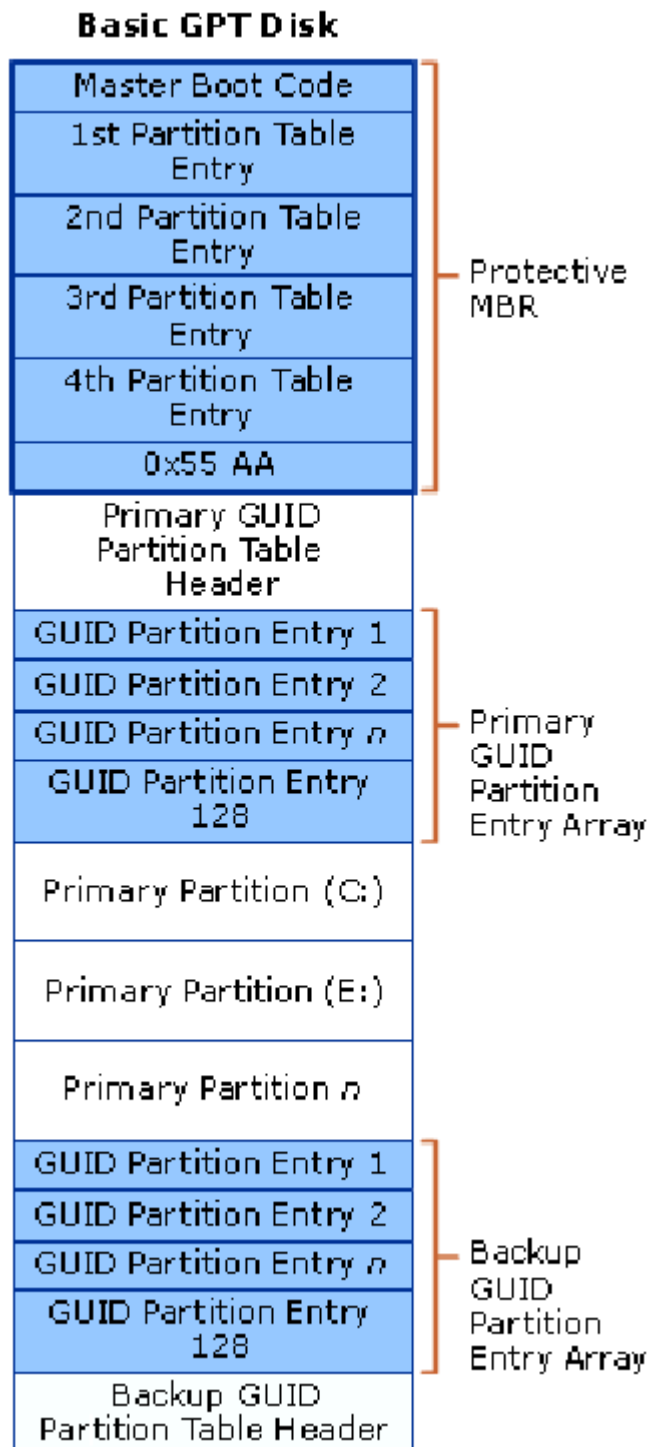 Basic GPT Disk
Master Boot Code
1st Partition Table
Entry
2nd Partition Table
Entry
3rd Partition Table
Entry
4th Partition Table
Entry
0x55 AA
Protective
MBR
Primary GUID
Partition Table
Header
GUID Partition Entry 1
GUID Partition Entry 2
GUID Partition Entry n
GUID Partition Entry
128
Primary
GUID
Partition
Entry Array
Primary Partition (C:)
Primary Partition (E:)
Primary Partition n
GUID Partition Entry 1
GUID Partition Entry 2
GUID Partition Entry n
GUID Partition Entry
128
Backup
GUID
Partition
Entry Array
Backup GUID
Partition Table Header